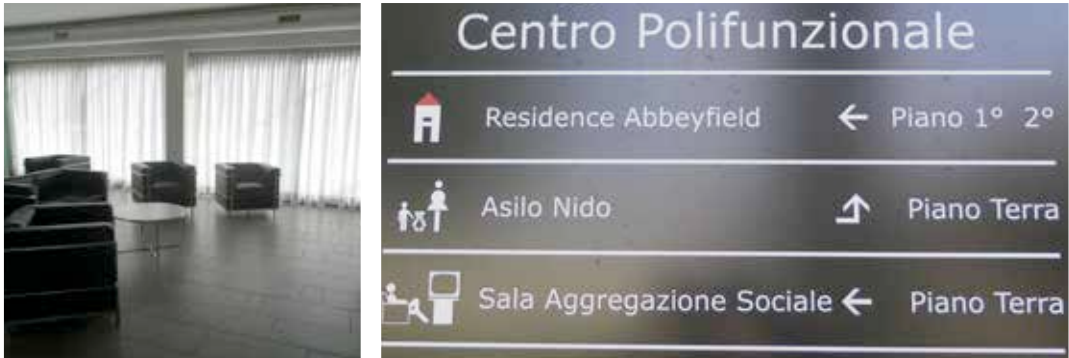 Centro Polifunzionale
Residence Abbeyfield ← Piano 1° 2°
Asilo Nido Piano Terra
Sala Aggregazione Sociale ← Piano Terra